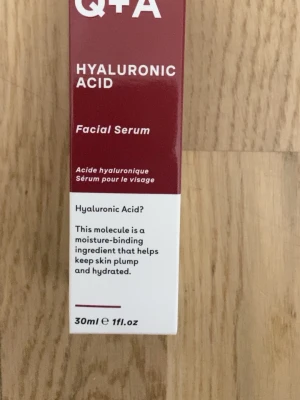 Q+A
HYALURONIC
ACID
Facial Serum
Acide hyaluronique
Sérum pour le visage
Hyaluronic Acid?
This molecule is a
moisture-binding
ingredient that helps
keep skin plump
and hydrated.
30ml e 1fl.oz